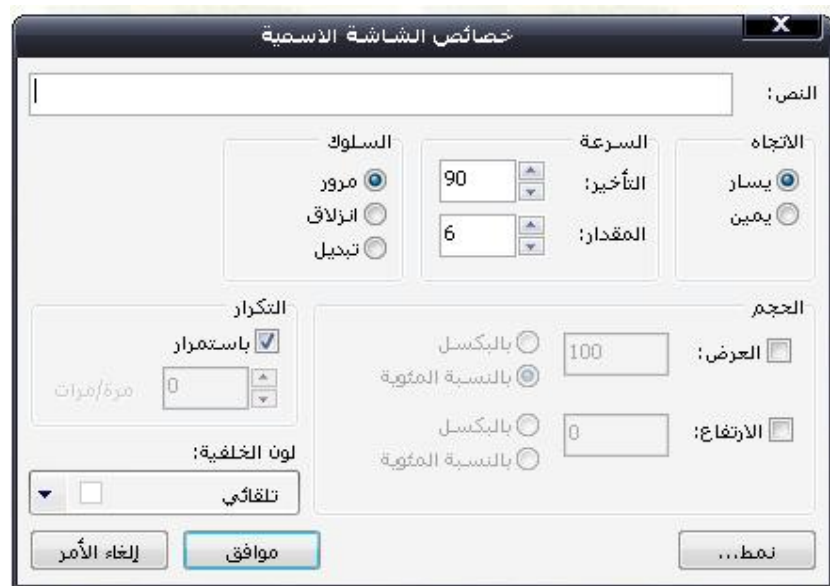 خصائص الشاشة الاسمية
X
النص:
الاتجاه
يسار
يمين
السرعة
التأخير: 90
المقدار: 6
السلوك
مرور
انزلاق
تبديل
الحجم
العرض: 100
بالبكسل
بالنسبة المئوية
الارتفاع: 0
بالبكسل
بالنسبة المئوية
التكرار
باستمرار
0 مرة/مرات
لون الخلفية:
تلقائي
نمط...
موافق
إلغاء الأمر